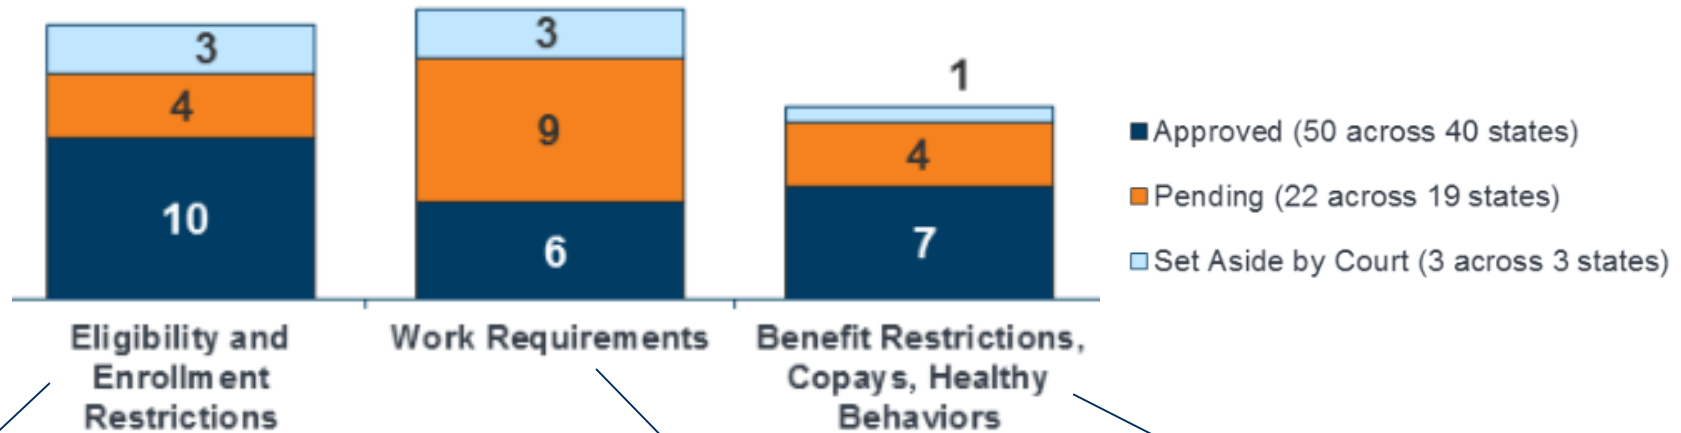 3
4
10
3
9
6
1
4
7
Approved (50 across 40 states)
Pending (22 across 19 states)
Set Aside by Court (3 across 3 states)
Eligibility and
Enrollment
Restrictions
Work Requirements
Benefit Restrictions,
Copays, Healthy
Behaviors